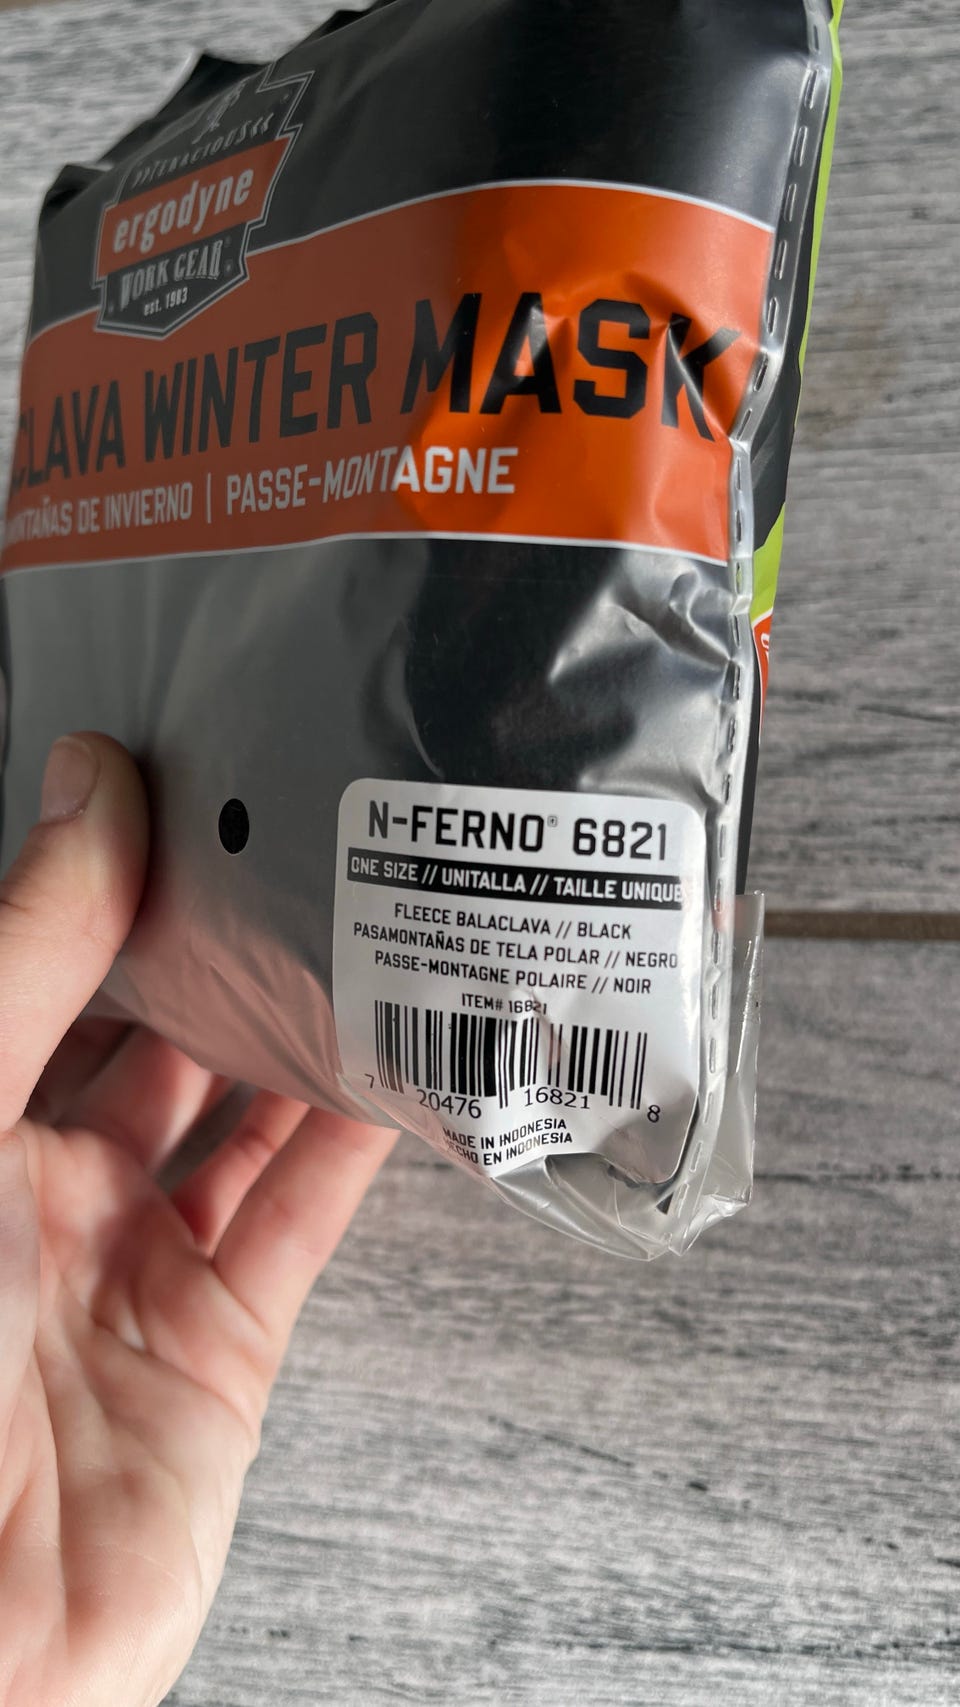 TENACIOUS
ergodyne
WORK GEAR®
est. 1983
CLAVA WINTER MASK
MONTAÑAS DE INVIERNO | PASSE-MONTAGNE
N-FERNO® 6821
ONE SIZE // UNITALLA // TAILLE UNIQUE
FLEECE BALACLAVA // BLACK
PASAMONTAÑAS DE TELA POLAR // NEGRO
PASSE-MONTAGNE POLAIRE // NOIR
ITEM# 16821
7 20476 16821 8
MADE IN INDONESIA
HECHO EN INDONESIA